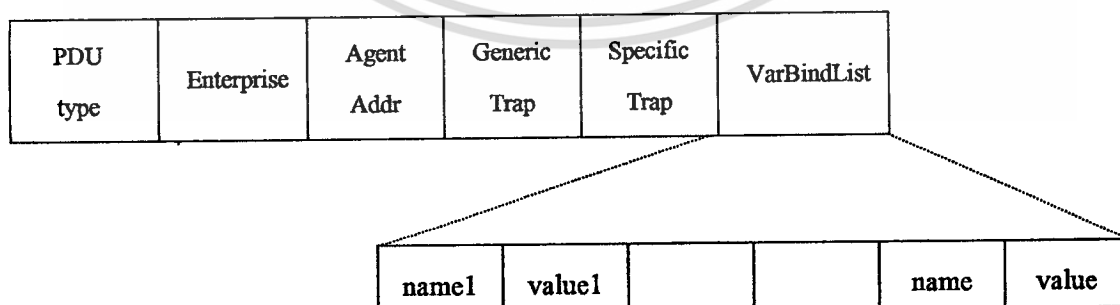 PDU type
Enterprise
Agent Addr
Generic Trap
Specific Trap
VarBindList
name1
value1
name
value